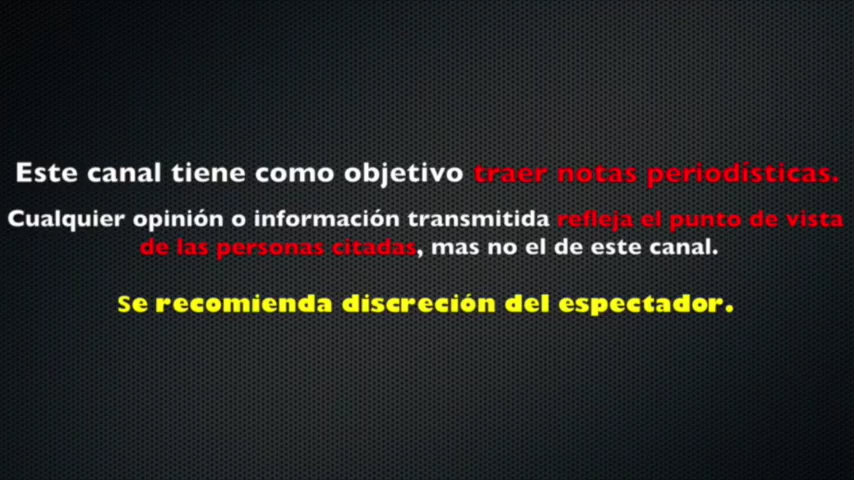 Este canal tiene como objetivo traer notas periodísticas.
Cualquier opinión o información transmitida refleja el punto de vista
de las personas citadas, mas no el de este canal.
Se recomienda discreción del espectador.